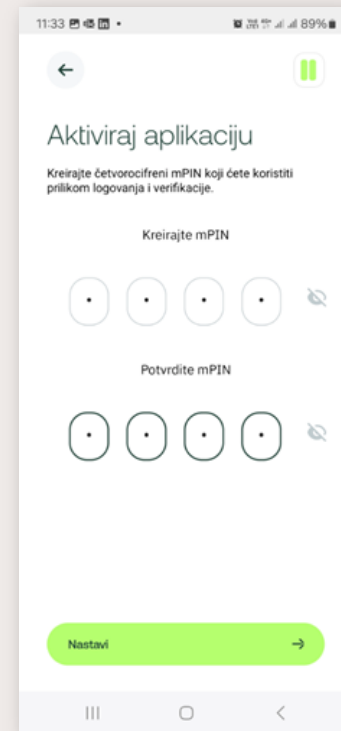 11:33
89%
Aktiviraj aplikaciju
Kreirajte četvorocifreni mPIN koji ćete koristiti
prilikom logovanja i verifikacije.
Kreirajte mPIN
Potvrdite mPIN
Nastavi